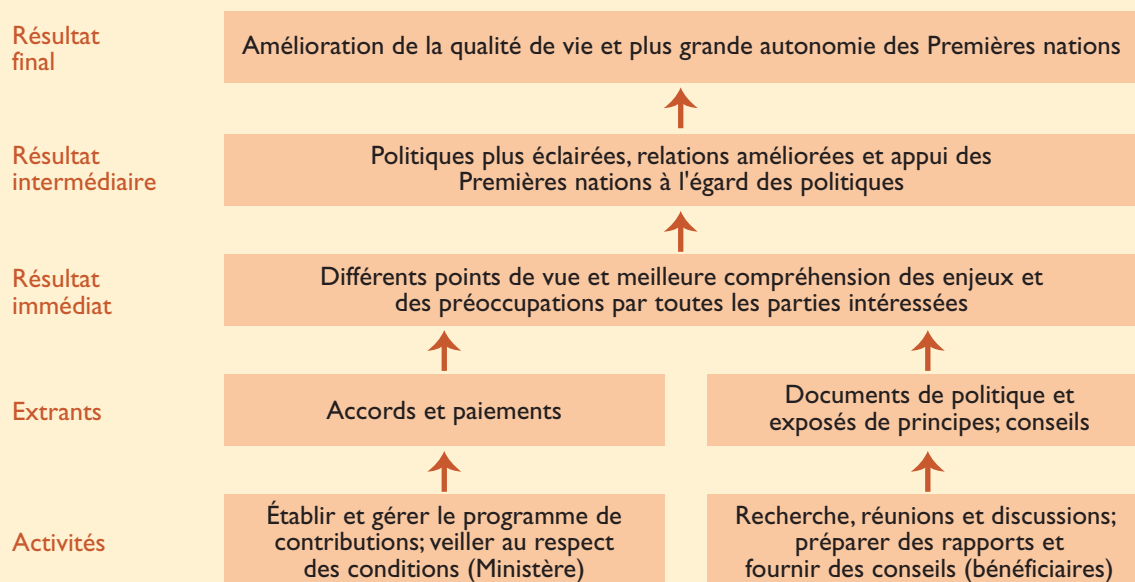 Résultat
final
Amélioration de la qualité de vie et plus grande autonomie des Premières nations
Résultat
intermédiaire
Politiques plus éclairées, relations améliorées et appui des
Premières nations à l'égard des politiques
Résultat
immédiat
Différents points de vue et meilleure compréhension des enjeux et
des préoccupations par toutes les parties intéressées
Extrants
Accords et paiements
Documents de politique et
exposés de principes; conseils
Activités
Établir et gérer le programme de
contributions; veiller au respect
des conditions (Ministère)
Recherche, réunions et discussions;
préparer des rapports et
fournir des conseils (bénéficiaires)